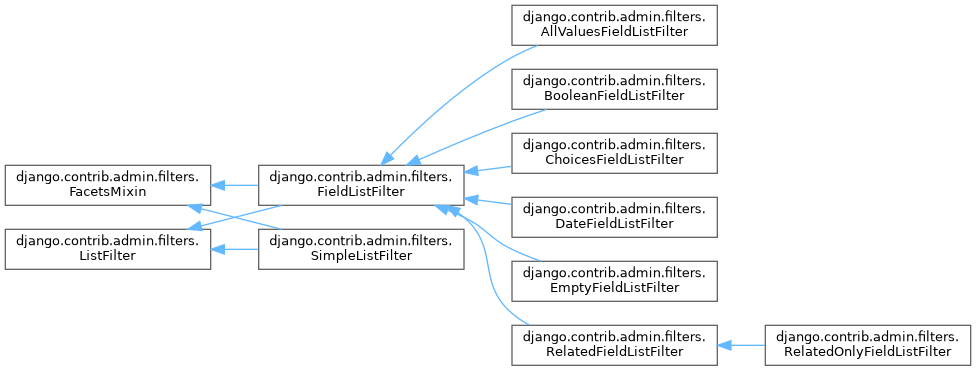 django.contrib.admin.filters.
AllValuesFieldListFilter
django.contrib.admin.filters.
BooleanFieldListFilter
django.contrib.admin.filters.
ChoicesFieldListFilter
django.contrib.admin.filters.
FacetsMixin
django.contrib.admin.filters.
FieldListFilter
django.contrib.admin.filters.
DateFieldListFilter
django.contrib.admin.filters.
ListFilter
django.contrib.admin.filters.
SimpleListFilter
django.contrib.admin.filters.
EmptyFieldListFilter
django.contrib.admin.filters.
RelatedFieldListFilter
django.contrib.admin.filters.
RelatedOnlyFieldListFilter